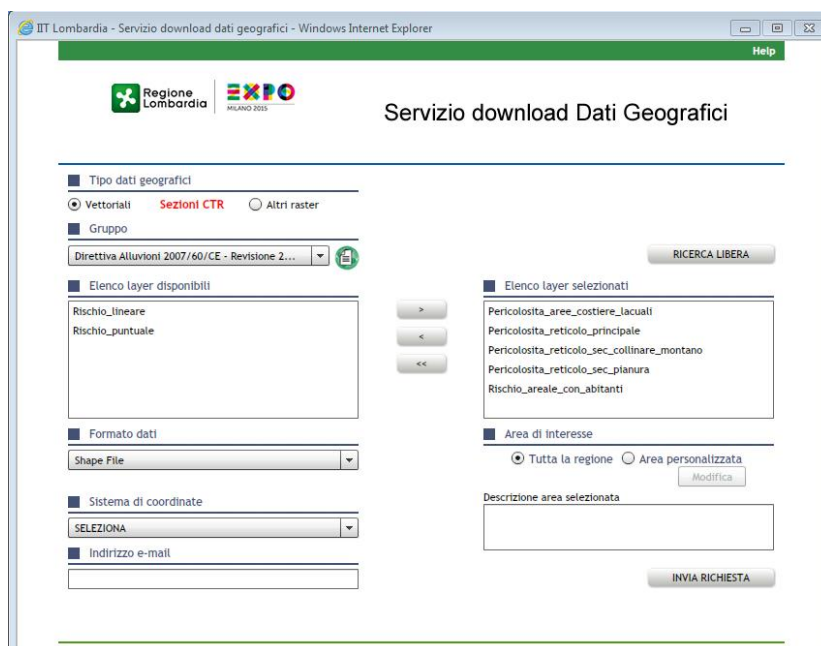 IIT Lombardia - Servizio download dati geografici - Windows Internet Explorer
Help
Regione
Lombardia
EXPO
MILANO 2015
Servizio download Dati Geografici
Tipo dati geografici
Vettoriali Sezioni CTR Altri raster
Gruppo
Direttiva Alluvioni 2007/60/CE - Revisione 2...
RICERCA LIBERA
Elenco layer disponibili
Rischio_lineare
Rischio_puntuale
>
<
<<
Elenco layer selezionati
Pericolosita_aree_costiere_lacuali
Pericolosita_reticolo_principale
Pericolosita_reticolo_sec_collinare_montano
Pericolosita_reticolo_sec_pianura
Rischio_areale_con_abitanti
Formato dati
Shape File
Area di interesse
Tutta la regione Area personalizzata
Modifica
Sistema di coordinate
SELEZIONA
Descrizione area selezionata
Indirizzo e-mail
INVIA RICHIESTA